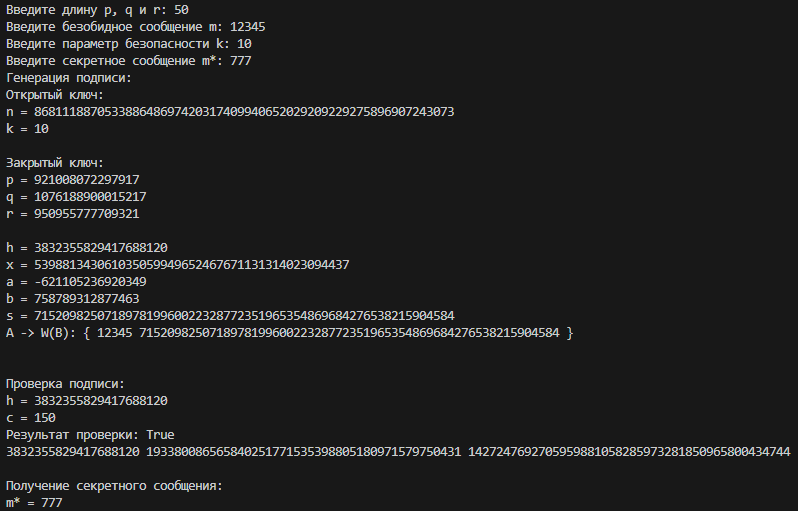 Введите длину p, q и r: 50
Введите безобидное сообщение m: 12345
Введите параметр безопасности k: 10
Введите секретное сообщение m*: 777
Генерация подписи:
Открытый ключ:
n = 868111887053388648697420317409940652029209229275896907243073
k = 10
Закрытый ключ:
p = 921008072297917
q = 1076188900015217
r = 950955777709321
h = 3832355829417688120
x = 539881343061035059949652467671131314023094437
a = -621105236920349
b = 758789312877463
s = 715209825071897819960022328772351965354869684276538215904584
A -> W(B): { 12345 715209825071897819960022328772351965354869684276538215904584 }
Проверка подписи:
h = 3832355829417688120
c = 150
Результат проверки: True
3832355829417688120 193380086565840251771535398805180971579750431 1427247692705959881058285973281850965800434744
Получение секретного сообщения:
m* = 777